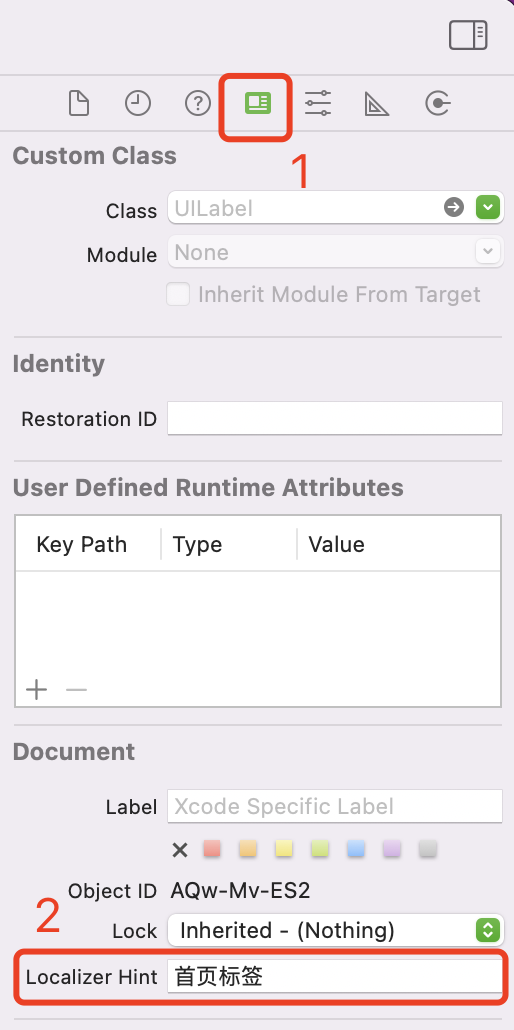 1
Custom Class
Class UILabel
Module None
Inherit Module From Target
Identity
Restoration ID
User Defined Runtime Attributes
Key Path Type Value
Document
Label Xcode Specific Label
Object ID AQw-Mv-ES2
2
Lock Inherited - (Nothing)
Localizer Hint 首页标签